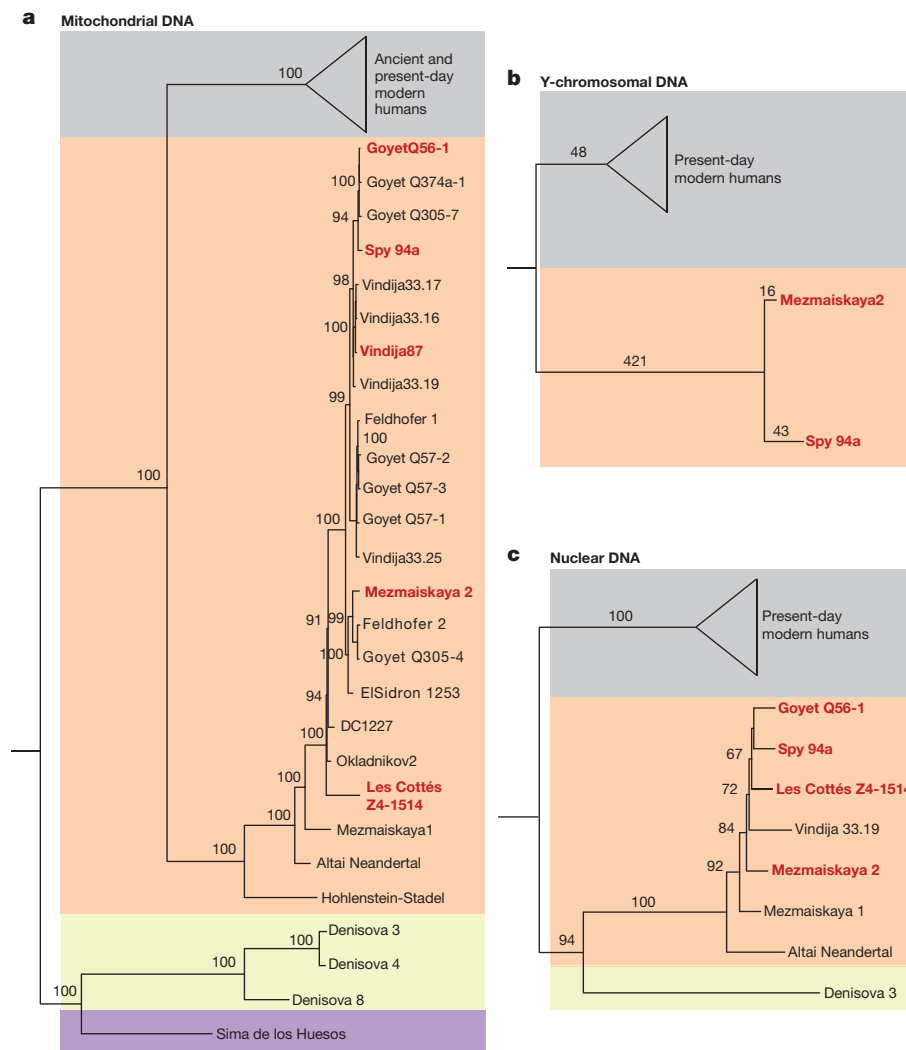 a
Mitochondrial DNA
100
Ancient and
present-day
modern
humans
GoyetQ56-1
100
Goyet Q374a-1
94
Goyet Q305-7
Spy 94a
98
Vindija33.17
Vindija33.16
100
Vindija87
Vindija33.19
99
Feldhofer 1
100
Goyet Q57-2
Goyet Q57-3
100
Goyet Q57-1
Vindija33.25
Mezmaiskaya 2
91
99
Feldhofer 2
100
Goyet Q305-4
ElSidron 1253
94
DC1227
100
Okladnikov2
Les Cottés
Z4-1514
100
Mezmaiskaya1
100
Altai Neandertal
100
Hohlenstein-Stadel
100
Denisova 3
100
Denisova 4
100
Denisova 8
100
Sima de los Huesos
b
Y-chromosomal DNA
48
Present-day
modern humans
16
Mezmaiskaya2
421
43
Spy 94a
c
Nuclear DNA
100
Present-day
modern humans
Goyet Q56-1
67
Spy 94a
72
Les Cottés Z4-1514
84
Vindija 33.19
92
Mezmaiskaya 2
100
Mezmaiskaya 1
94
Altai Neandertal
Denisova 3